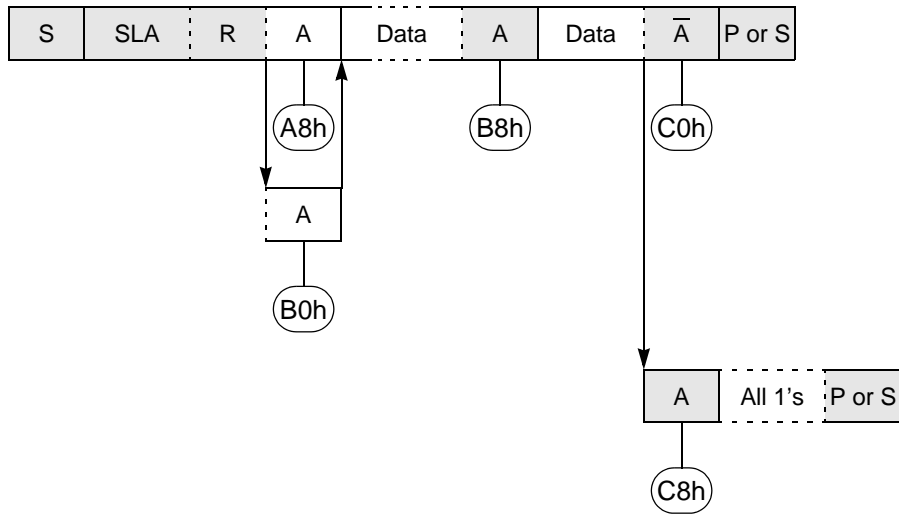 S SLA R A Data A Data A̅ P or S
A8h B8h C0h
A
B0h
A All 1's P or S
C8h